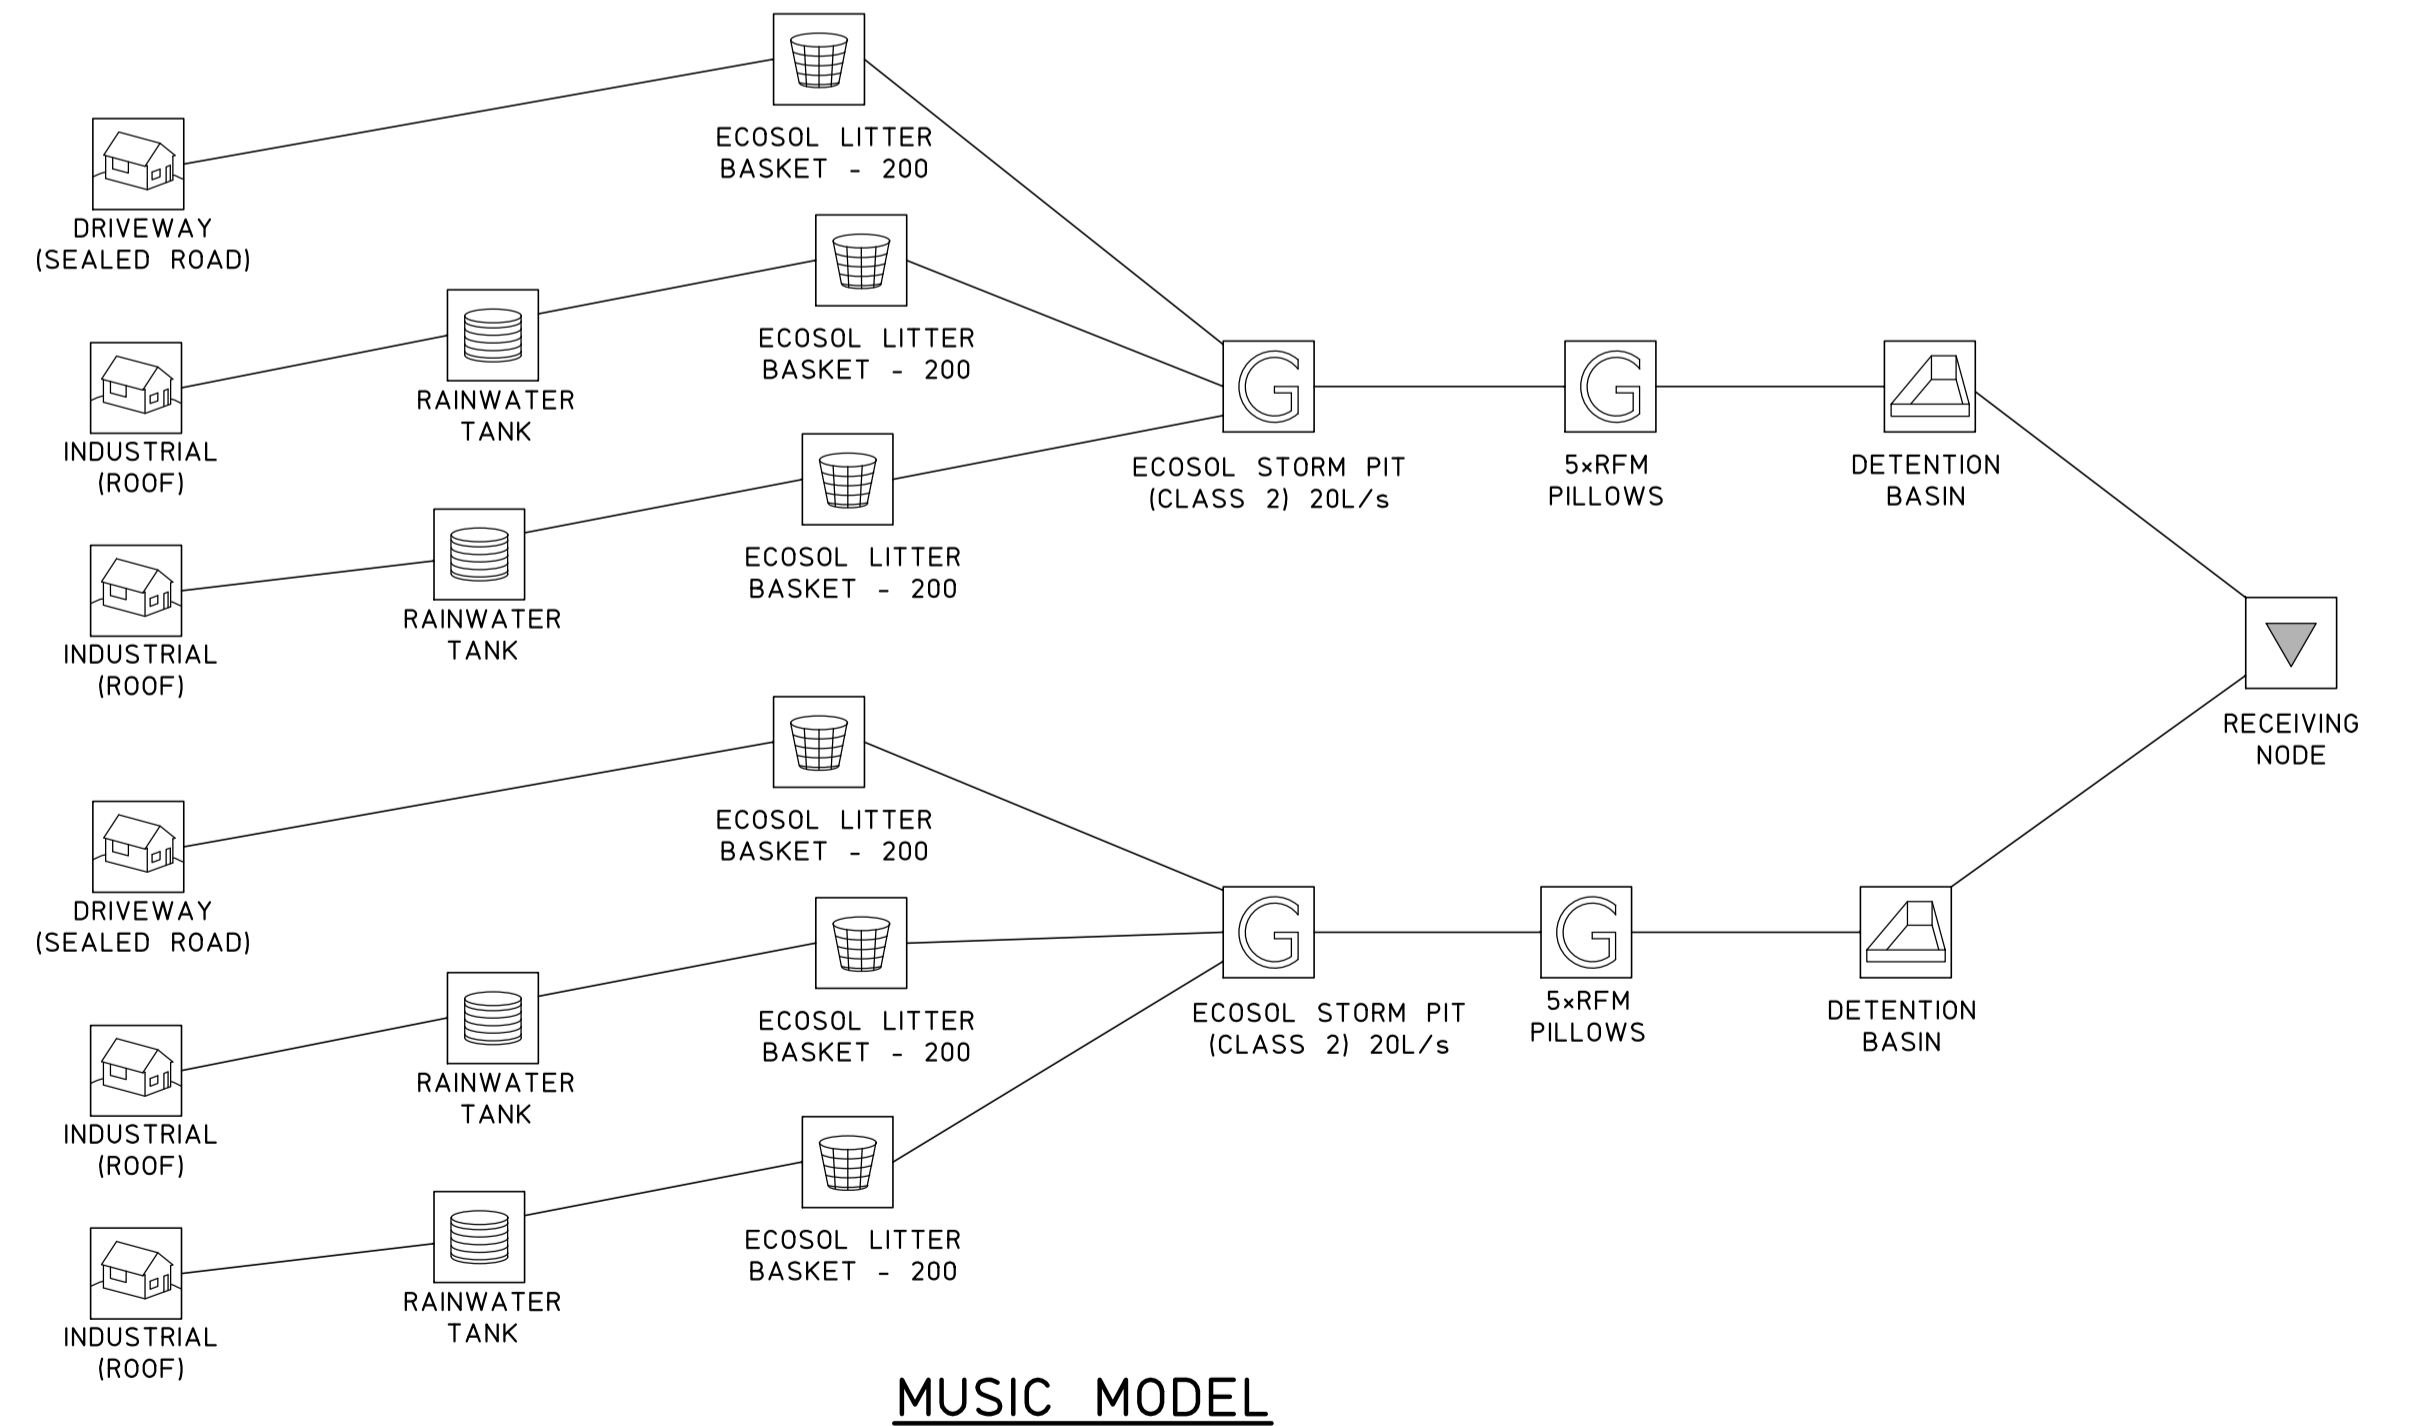 ECOSOL LITTER
BASKET - 200
DRIVEWAY
(SEALED ROAD)
ECOSOL LITTER
BASKET - 200
RAINWATER
TANK
INDUSTRIAL
(ROOF)
G
ECOSOL STORM PIT
(CLASS 2) 20L/s
G
5×RFM
PILLOWS
DETENTION
BASIN
ECOSOL LITTER
BASKET - 200
RAINWATER
TANK
INDUSTRIAL
(ROOF)
RECEIVING
NODE
ECOSOL LITTER
BASKET - 200
DRIVEWAY
(SEALED ROAD)
ECOSOL LITTER
BASKET - 200
RAINWATER
TANK
INDUSTRIAL
(ROOF)
G
ECOSOL STORM PIT
(CLASS 2) 20L/s
G
5×RFM
PILLOWS
DETENTION
BASIN
ECOSOL LITTER
BASKET - 200
RAINWATER
TANK
INDUSTRIAL
(ROOF)
MUSIC MODEL